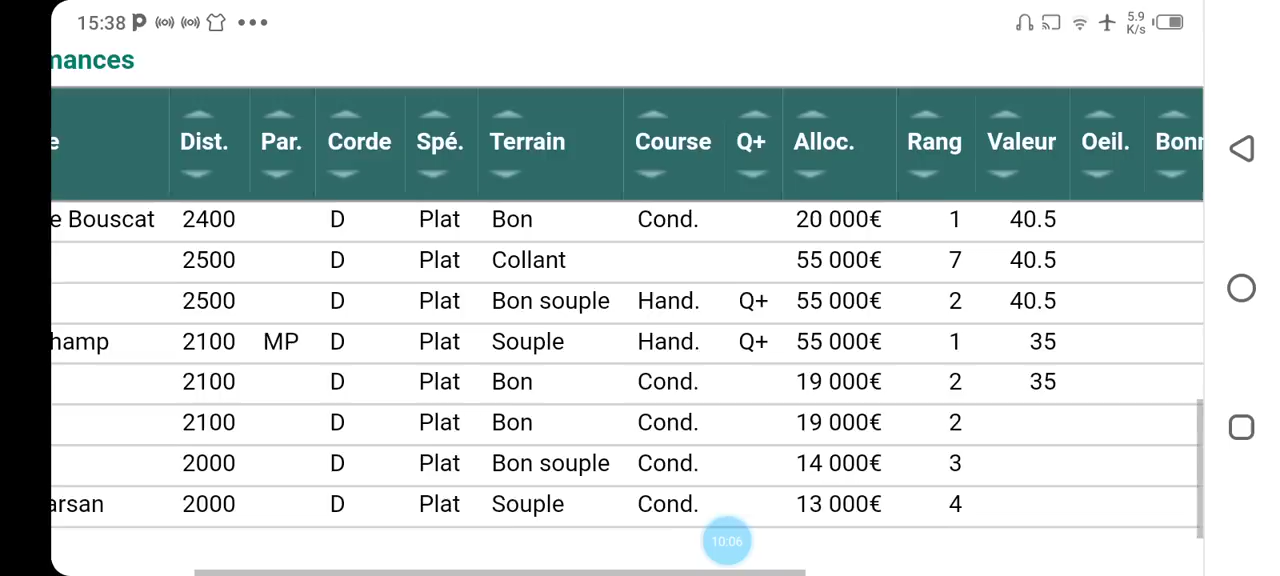 15:38 5.9 K/s
mances
e Dist. Par. Corde Spé. Terrain Course Q+ Alloc. Rang Valeur Oeil. Bonn
e Bouscat 2400 D Plat Bon Cond. 20 000€ 1 40.5
2500 D Plat Collant 55 000€ 7 40.5
2500 D Plat Bon souple Hand. Q+ 55 000€ 2 40.5
hamp 2100 MP D Plat Souple Hand. Q+ 55 000€ 1 35
2100 D Plat Bon Cond. 19 000€ 2 35
2100 D Plat Bon Cond. 19 000€ 2
2000 D Plat Bon souple Cond. 14 000€ 3
arsan 2000 D Plat Souple Cond. 13 000€ 4
10:06